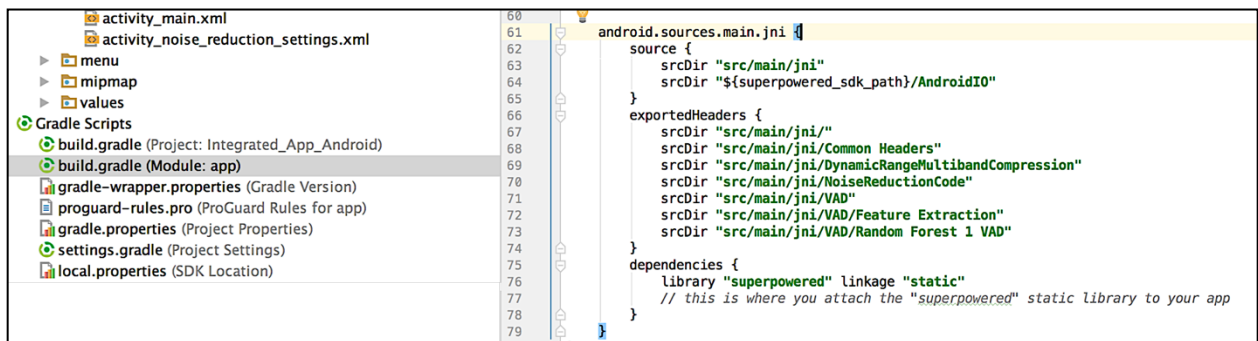 activity_main.xml
activity_noise_reduction_settings.xml
menu
mipmap
values
Gradle Scripts
build.gradle (Project: Integrated_App_Android)
build.gradle (Module: app)
gradle-wrapper.properties (Gradle Version)
proguard-rules.pro (ProGuard Rules for app)
gradle.properties (Project Properties)
settings.gradle (Project Settings)
local.properties (SDK Location)
60
61 android.sources.main.jni {
62 source {
63 srcDir "src/main/jni"
64 srcDir "${superpowered_sdk_path}/AndroidIO"
65 }
66 exportedHeaders {
67 srcDir "src/main/jni/"
68 srcDir "src/main/jni/Common Headers"
69 srcDir "src/main/jni/DynamicRangeMultibandCompression"
70 srcDir "src/main/jni/NoiseReductionCode"
71 srcDir "src/main/jni/VAD"
72 srcDir "src/main/jni/VAD/Feature Extraction"
73 srcDir "src/main/jni/VAD/Random Forest 1 VAD"
74 }
75 dependencies {
76 library "superpowered" linkage "static"
77 // this is where you attach the "superpowered" static library to your app
78 }
79 }